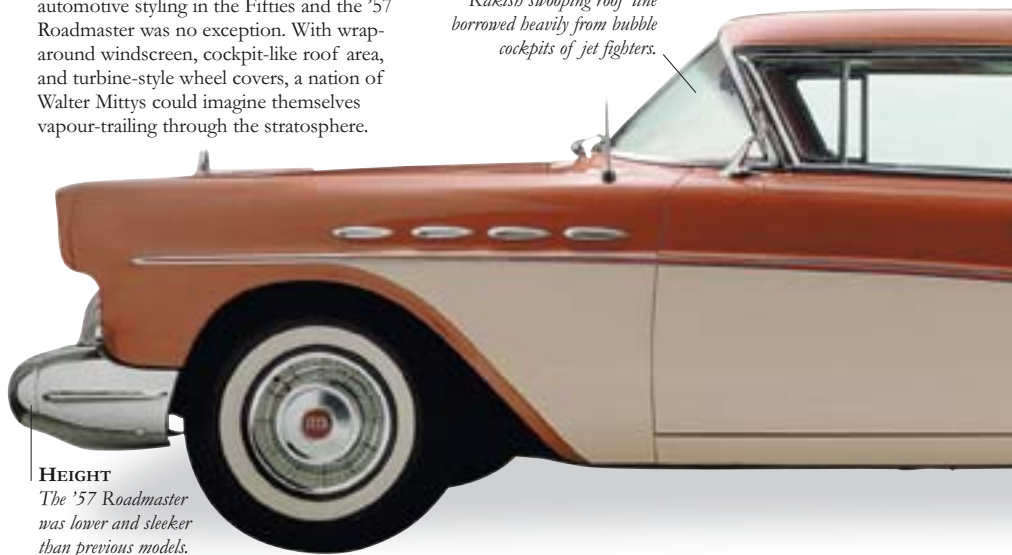 automotive styling in the Fifties and the ’57
Roadmaster was no exception. With wrap-
around windscreen, cockpit-like roof area,
and turbine-style wheel covers, a nation of
Walter Mittys could imagine themselves
vapour-trailing through the stratosphere.
Rakish swooping roof line
borrowed heavily from bubble
cockpits of jet fighters.
HEIGHT
The ’57 Roadmaster
was lower and sleeker
than previous models.